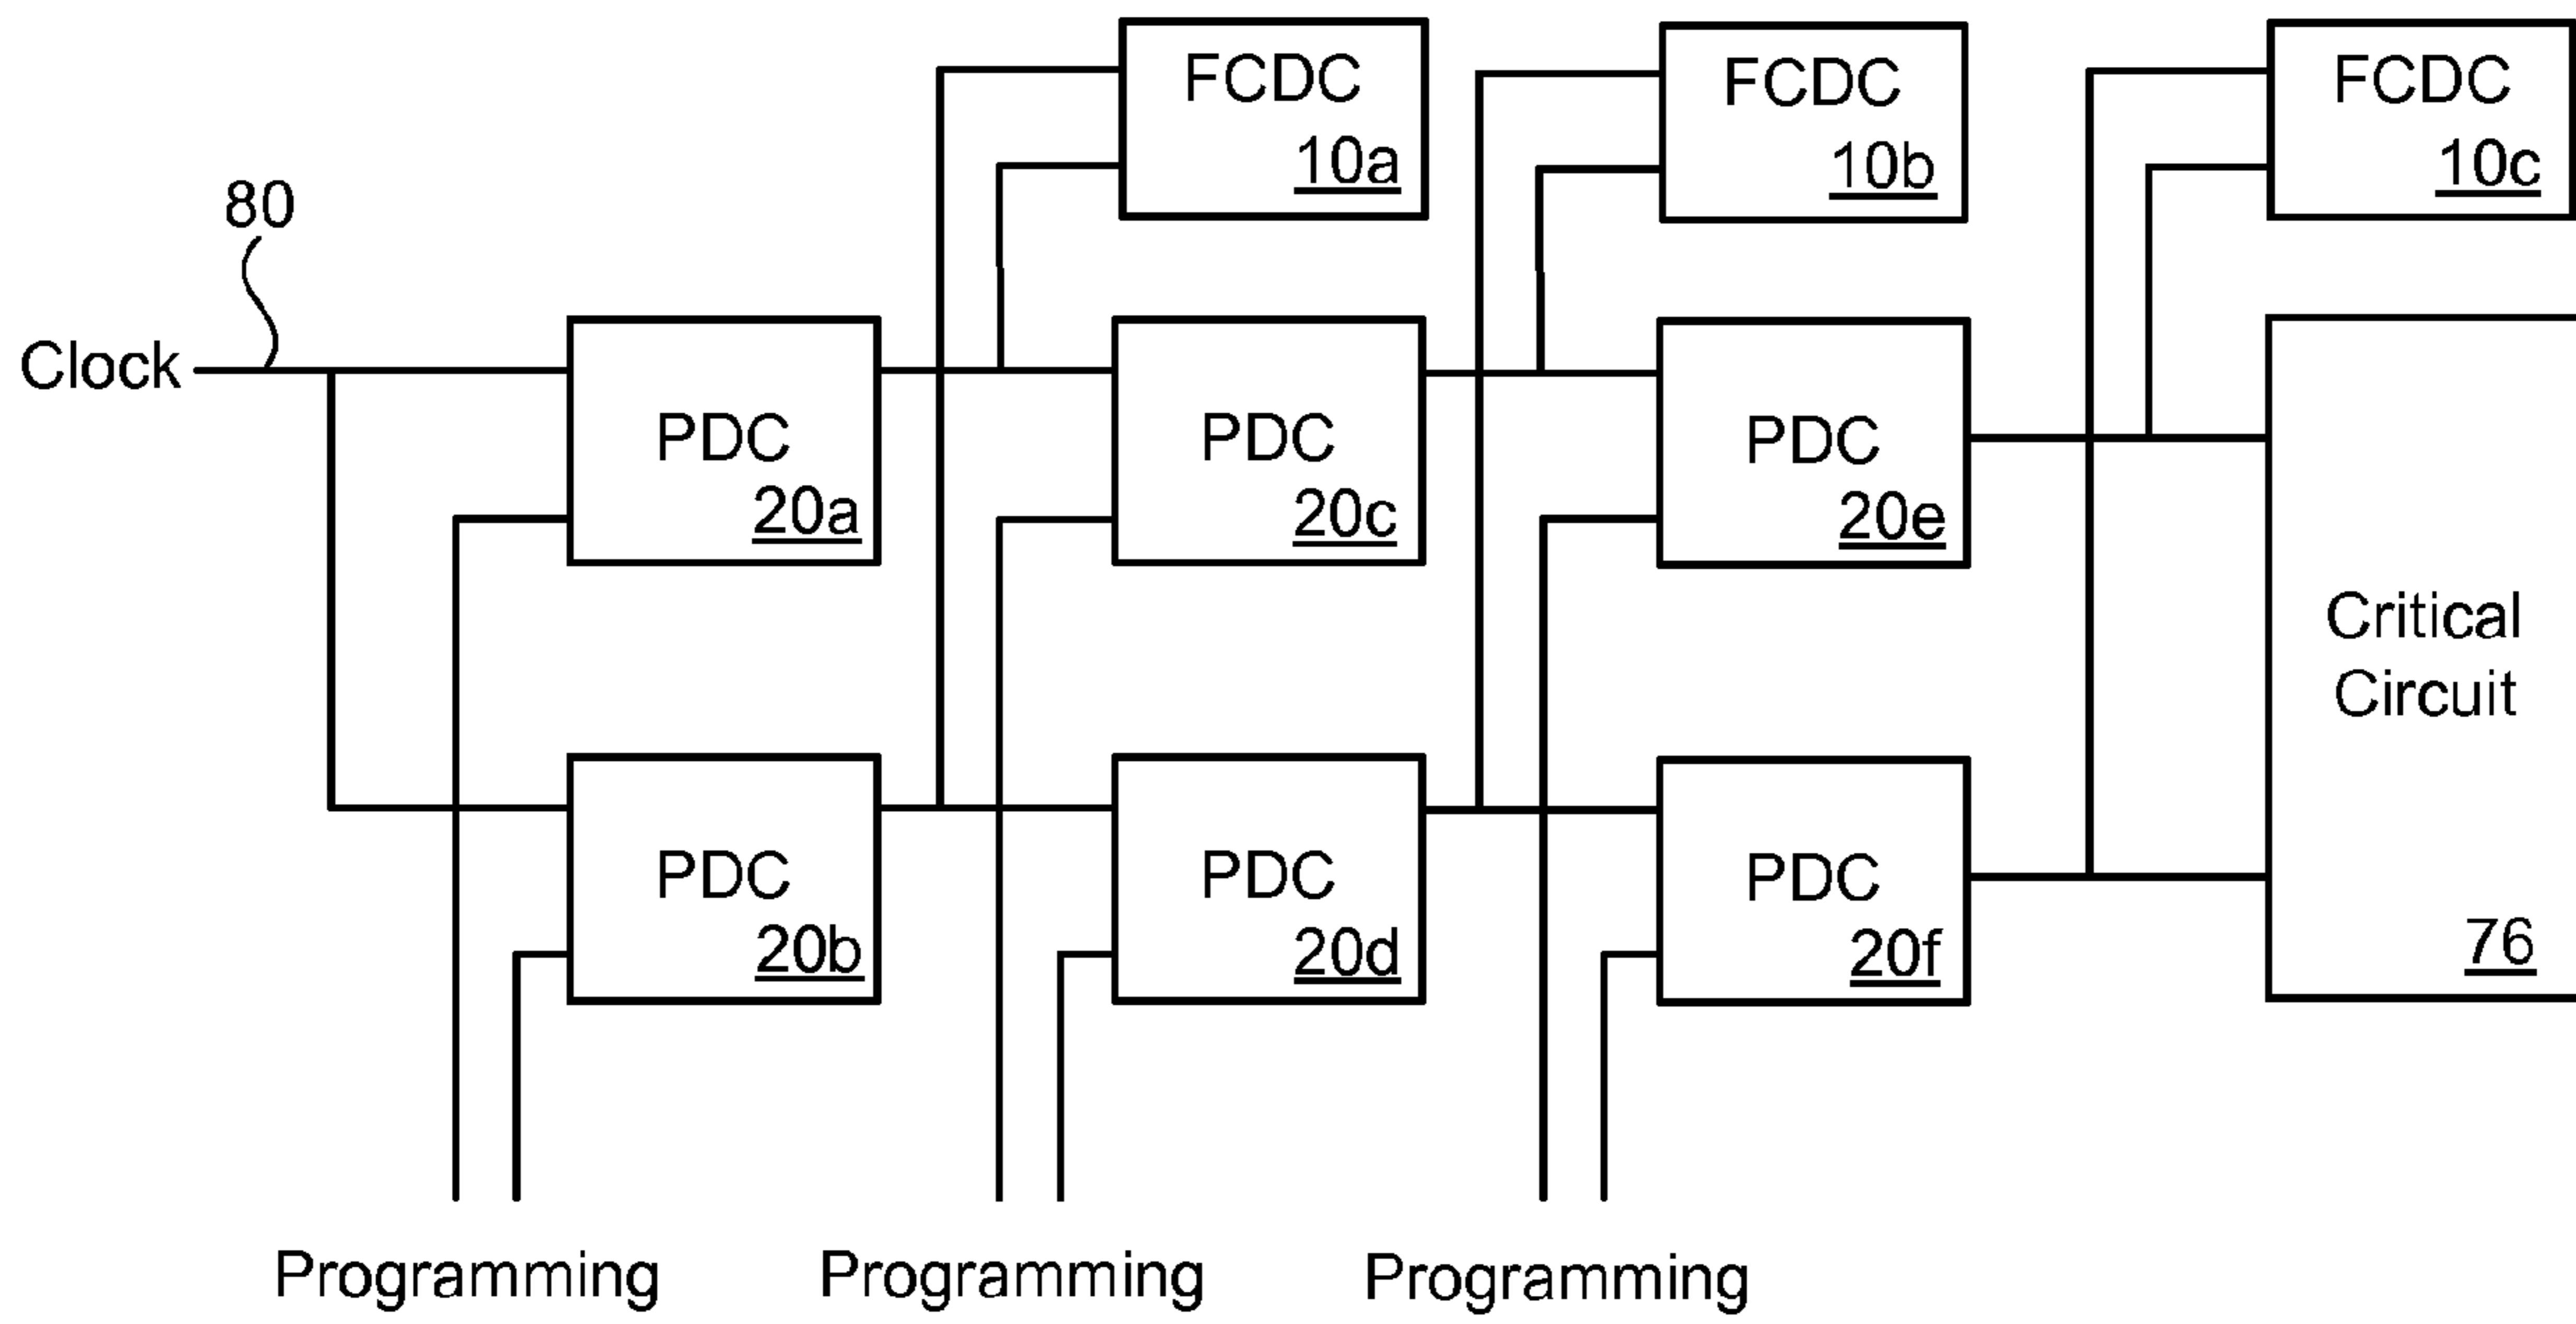 FCDC
10a
FCDC
10b
FCDC
10c
80
Clock
PDC
20a
PDC
20c
PDC
20e
Critical
Circuit
76
PDC
20b
PDC
20d
PDC
20f
Programming
Programming
Programming